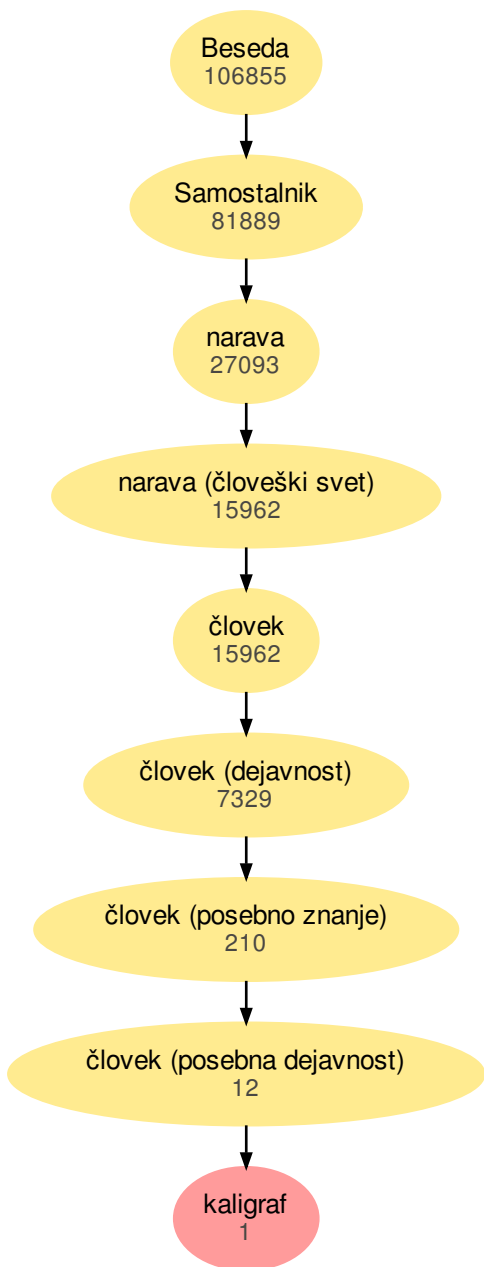 Beseda
106855
Samostalnik
81889
narava
27093
narava (človeški svet)
15962
človek
15962
človek (dejavnost)
7329
človek (posebno znanje)
210
človek (posebna dejavnost)
12
kaligraf
1